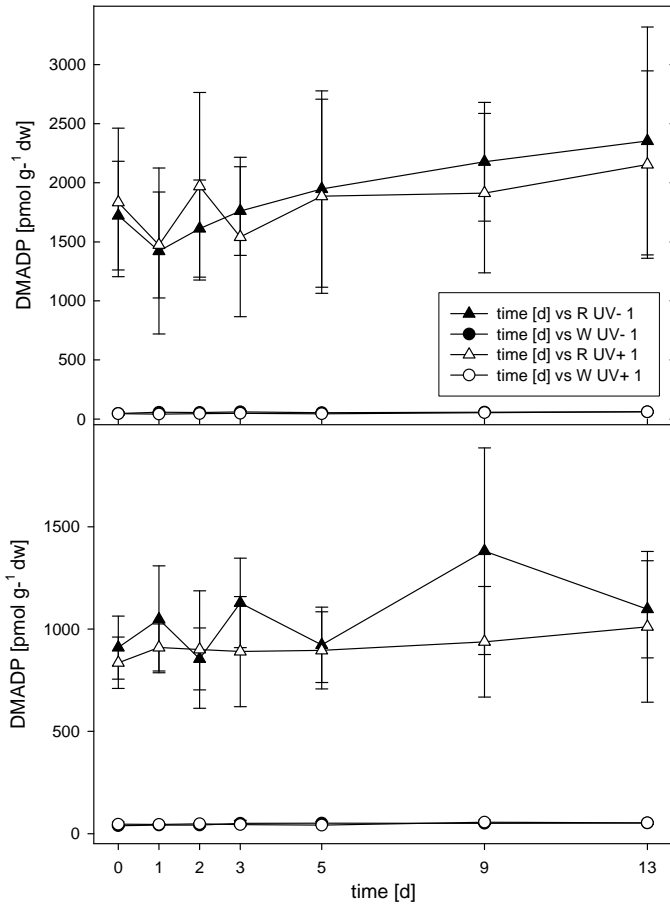 3000
2500
2000
1500
1000
500
0
DMADP [pmol g-¹ dw]
time [d] vs R UV- 1
time [d] vs W UV- 1
time [d] vs R UV+ 1
time [d] vs W UV+ 1
1500
1000
500
0
DMADP [pmol g-¹ dw]
0 1 2 3 5 9 13
time [d]